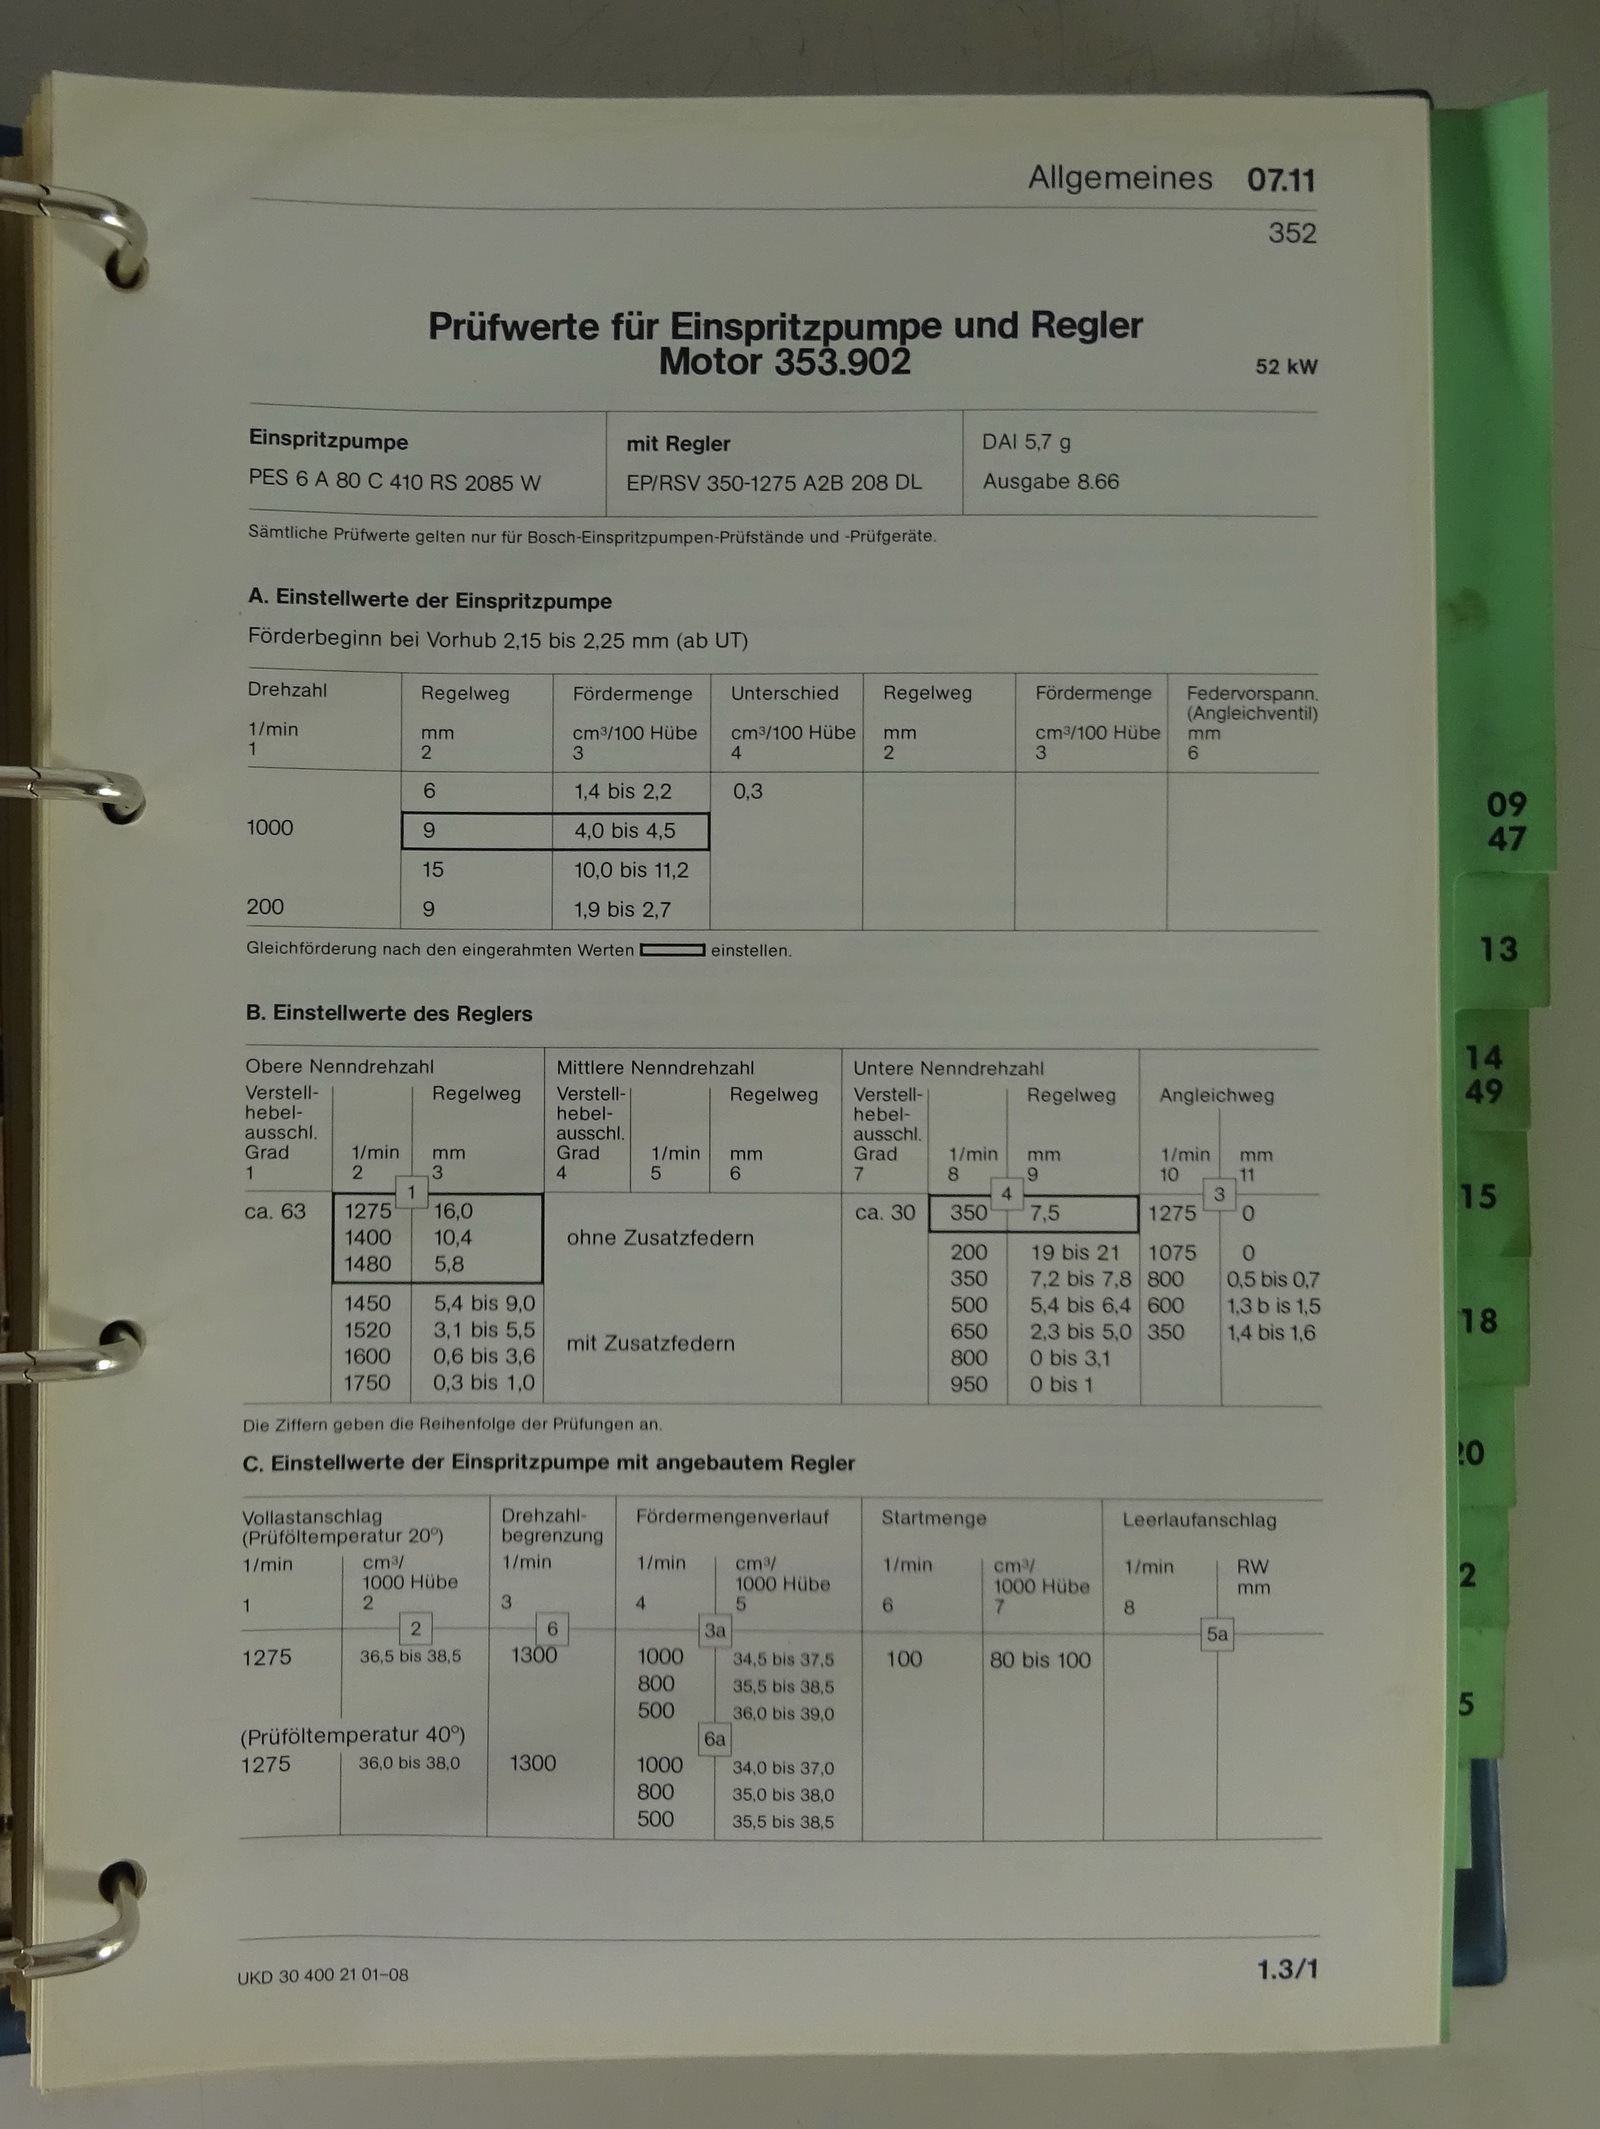 Allgemeines 07.11
352
Prüfwerte für Einspritzpumpe und Regler
Motor 353.902 52 kW
Einspritzpumpe mit Regler DAI 5,7 g
PES 6 A 80 C 410 RS 2085 W EP/RSV 350-1275 A2B 208 DL Ausgabe 8.66
Sämtliche Prüfwerte gelten nur für Bosch-Einspritzpumpen-Prüfstände und -Prüfgeräte.
A. Einstellwerte der Einspritzpumpe
Förderbeginn bei Vorhub 2,15 bis 2,25 mm (ab UT)
Drehzahl Regelweg Fördermenge Unterschied Regelweg Fördermenge Federvorspann.
(Angleichventil)
1/min mm cm³/100 Hübe cm³/100 Hübe mm cm³/100 Hübe mm
1 2 3 4 2 3 6
6 1,4 bis 2,2 0,3
1000 9 4,0 bis 4,5
15 10,0 bis 11,2
200 9 1,9 bis 2,7
Gleichförderung nach den eingerahmten Werten einstellen.
B. Einstellwerte des Reglers
Obere Nenndrehzahl Mittlere Nenndrehzahl Untere Nenndrehzahl
Verstell- Regelweg Verstell- Regelweg Verstell- Regelweg Angleichweg
hebel- hebel- hebel-
ausschl. ausschl. ausschl.
Grad 1/min mm Grad 1/min mm Grad 1/min mm 1/min mm
1 2 3 4 5 6 7 8 9 10 11
1 4 3
ca. 63 1275 16,0 ca. 30 350 7,5 1275 0
1400 10,4 ohne Zusatzfedern
1480 5,8 200 19 bis 21 1075 0
350 7,2 bis 7,8 800 0,5 bis 0,7
1450 5,4 bis 9,0 500 5,4 bis 6,4 600 1,3 b is 1,5
1520 3,1 bis 5,5 mit Zusatzfedern 650 2,3 bis 5,0 350 1,4 bis 1,6
1600 0,6 bis 3,6 800 0 bis 3,1
1750 0,3 bis 1,0 950 0 bis 1
Die Ziffern geben die Reihenfolge der Prüfungen an.
C. Einstellwerte der Einspritzpumpe mit angebautem Regler
Vollastanschlag Drehzahl- Fördermengenverlauf Startmenge Leerlaufanschlag
(Prüföltemperatur 20°) begrenzung
1/min cm³/ 1/min 1/min cm³/ 1/min cm³/ 1/min RW
1000 Hübe 1000 Hübe 1000 Hübe mm
1 2 3 4 5 6 7 8
2 6 3a 5a
1275 36,5 bis 38,5 1300 1000 34,5 bis 37,5 100 80 bis 100
800 35,5 bis 38,5
500 36,0 bis 39,0
(Prüföltemperatur 40°) 6a
1275 36,0 bis 38,0 1300 1000 34,0 bis 37,0
800 35,0 bis 38,0
500 35,5 bis 38,5
UKD 30 400 21 01-08 1.3/1
09
47
13
14
49
15
18
20
2
5